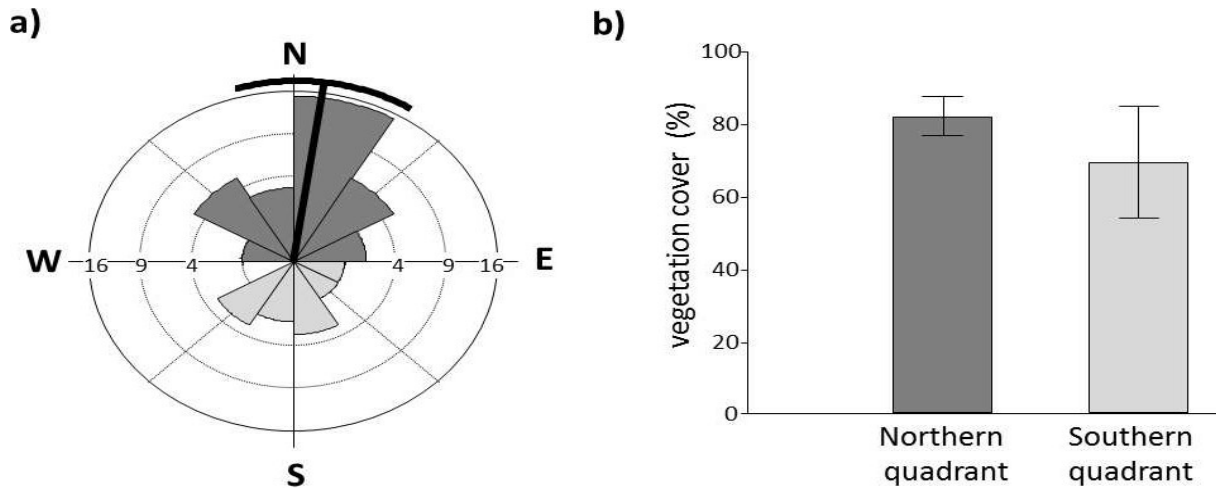 a)
N
W
16 9 4 4 9 16
E
S
b)
vegetation cover (%)
100
80
60
40
20
0
Northern
quadrant
Southern
quadrant